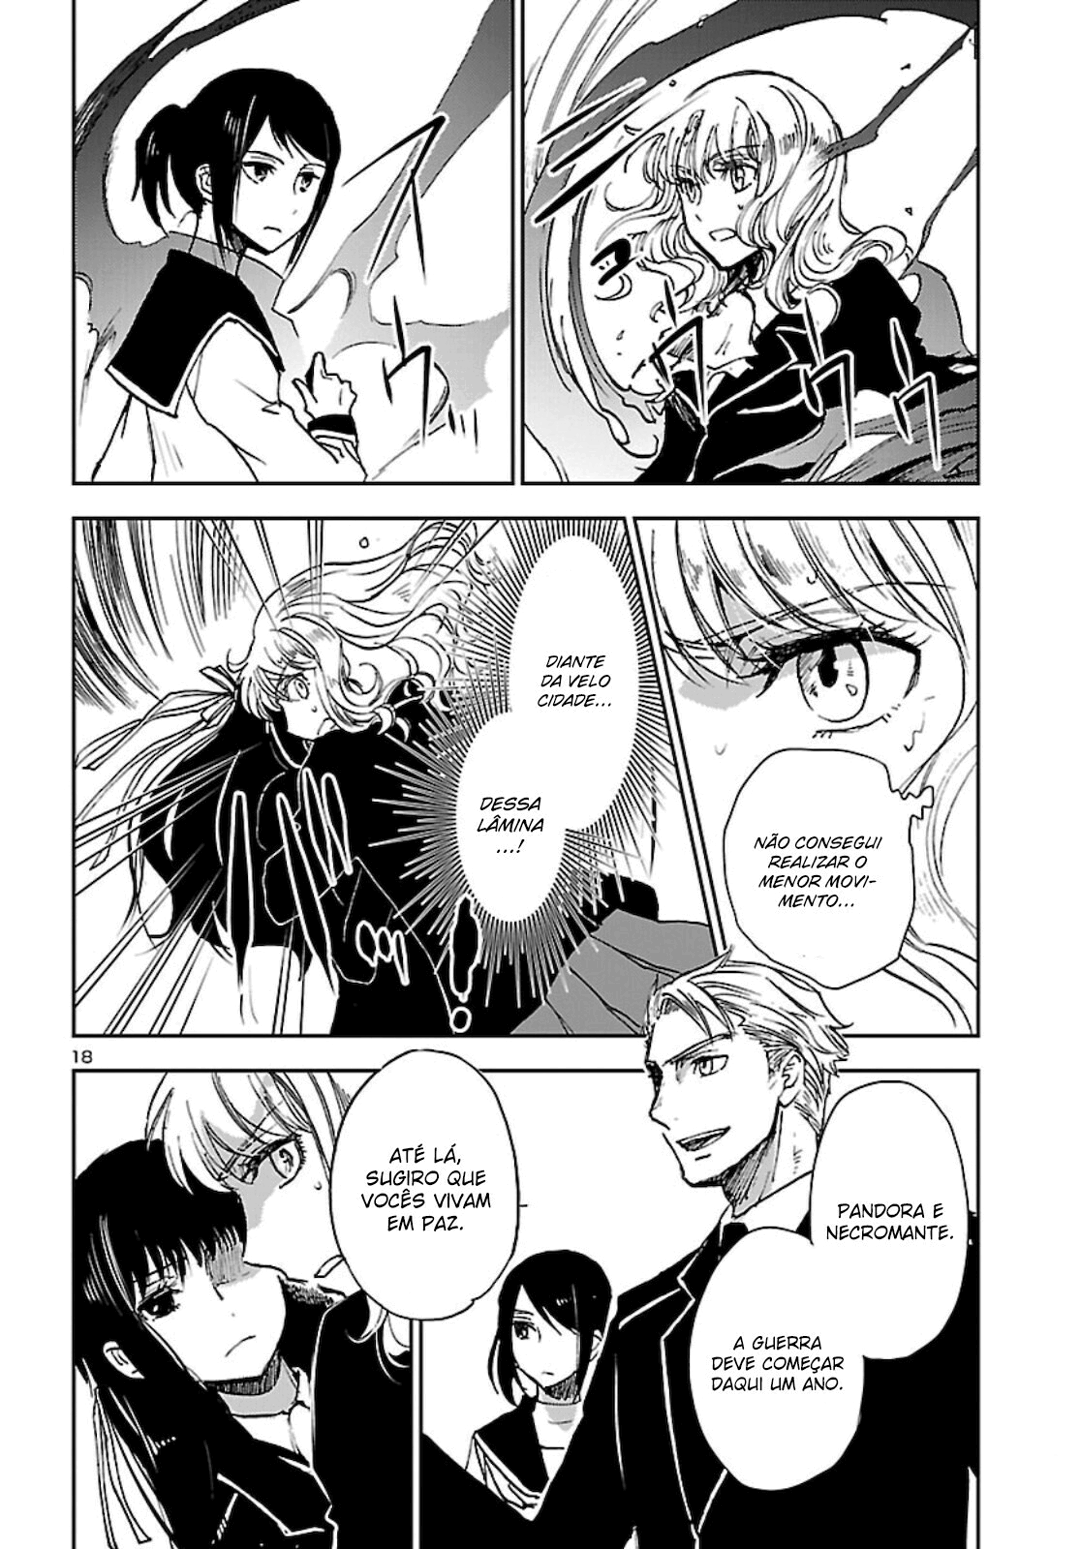 NÃO CONSEGUI
REALIZAR O
MENOR MOVI-
MENTO...
DIANTE
DA VELO
CIDADE...
DESSA
LÂMINA
...!
18
PANDORA E
NECROMANTE.
A GUERRA
DEVE COMEÇAR
DAQUI UM ANO.
ATÉ LÁ,
SUGIRO QUE
VOCÊS VIVAM
EM PAZ.